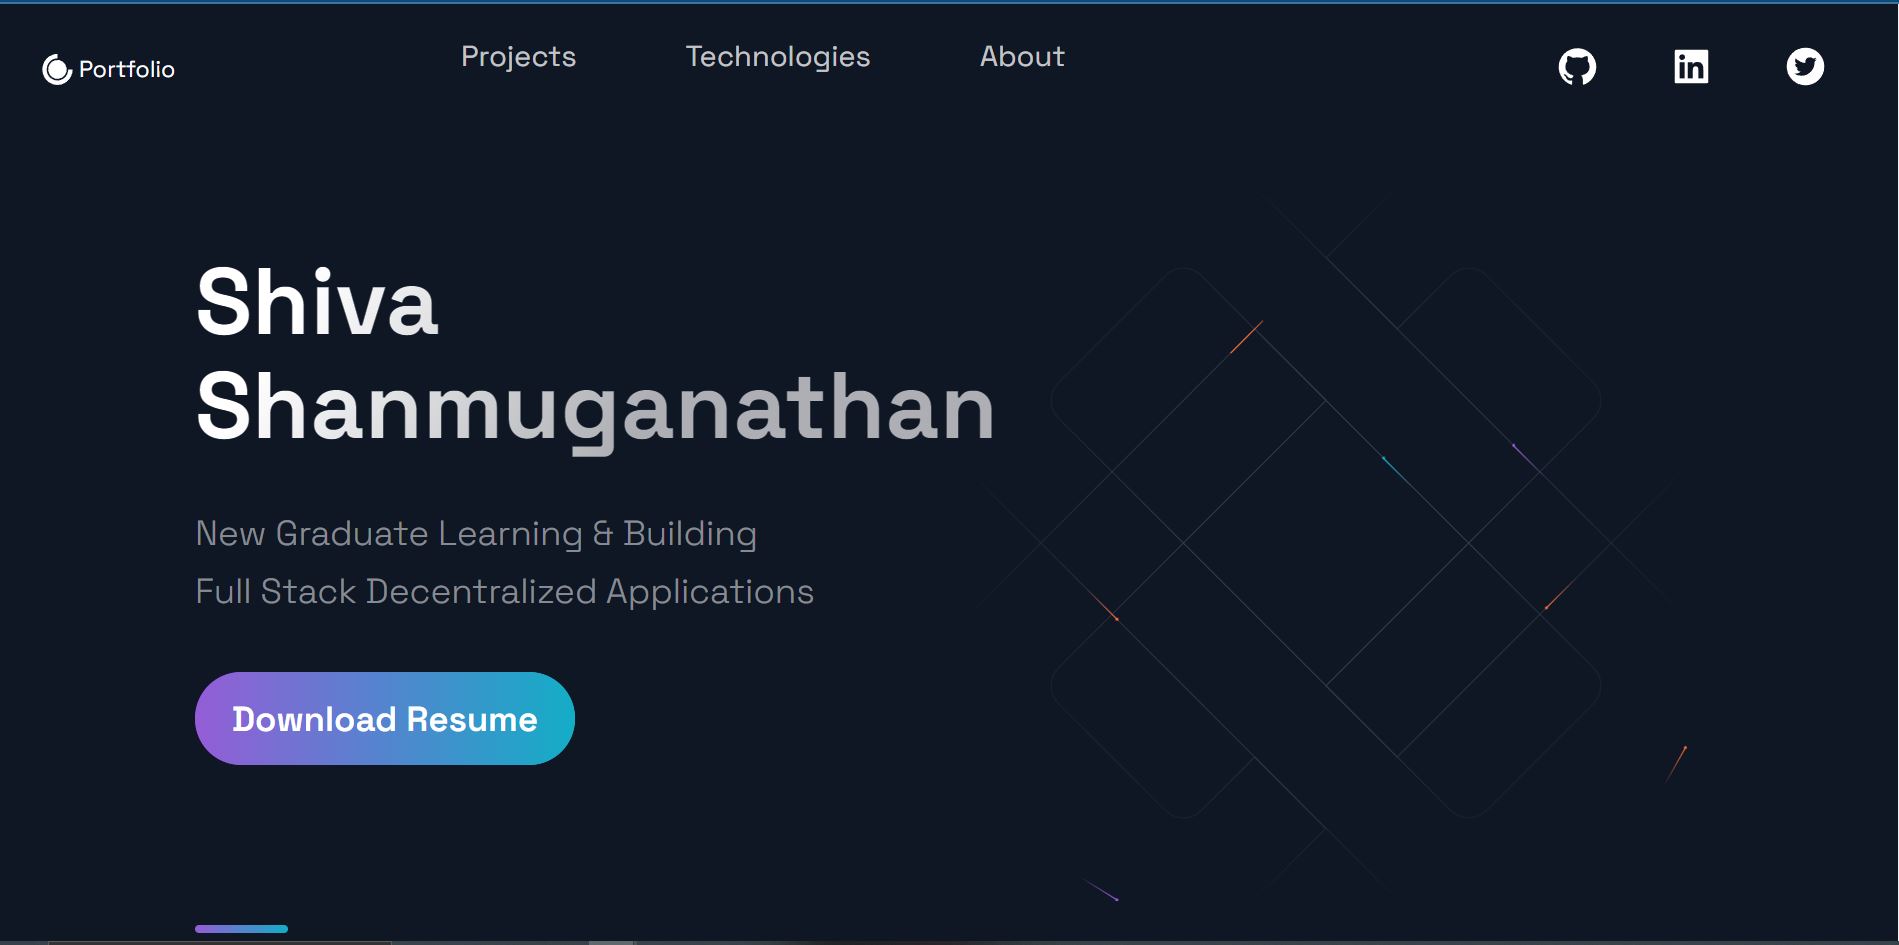 Portfolio
Projects
Technologies
About
Shiva
Shanmuganathan
New Graduate Learning & Building
Full Stack Decentralized Applications
Download Resume